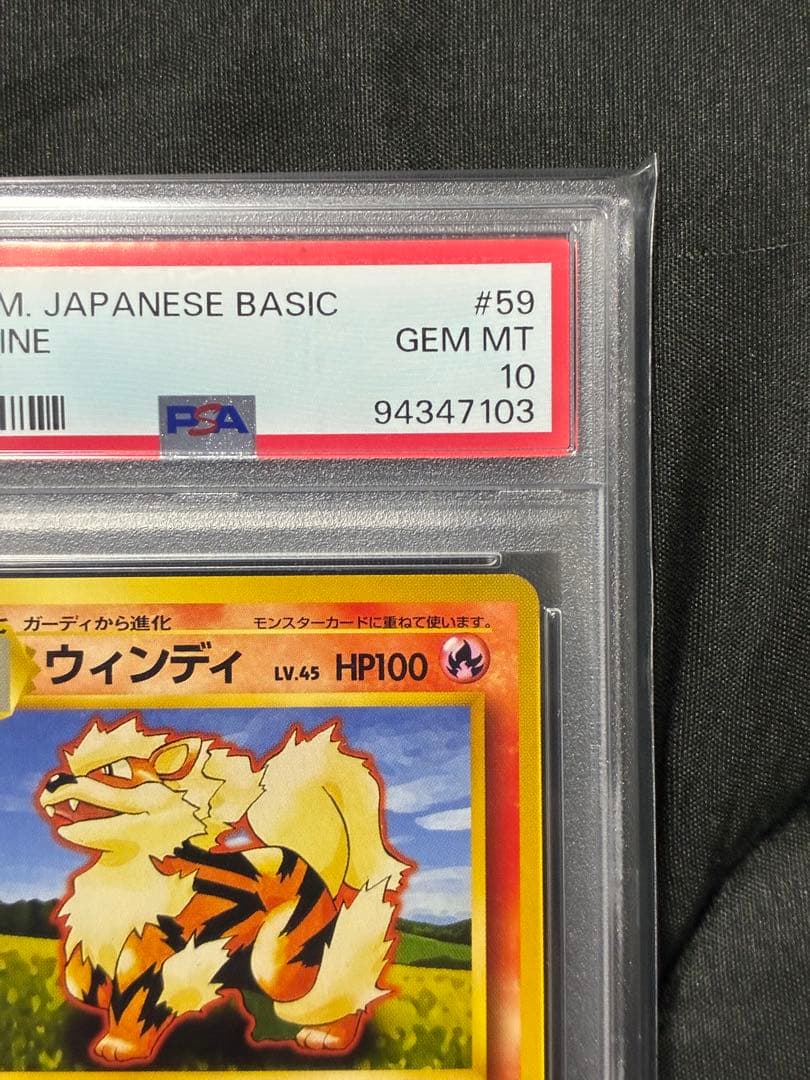 M. JAPANESE BASIC #59
INE GEM MT
10
PSA 94347103
ガーディから進化 モンスターカードに重ねて使います。
ウィンディ LV.45 HP100